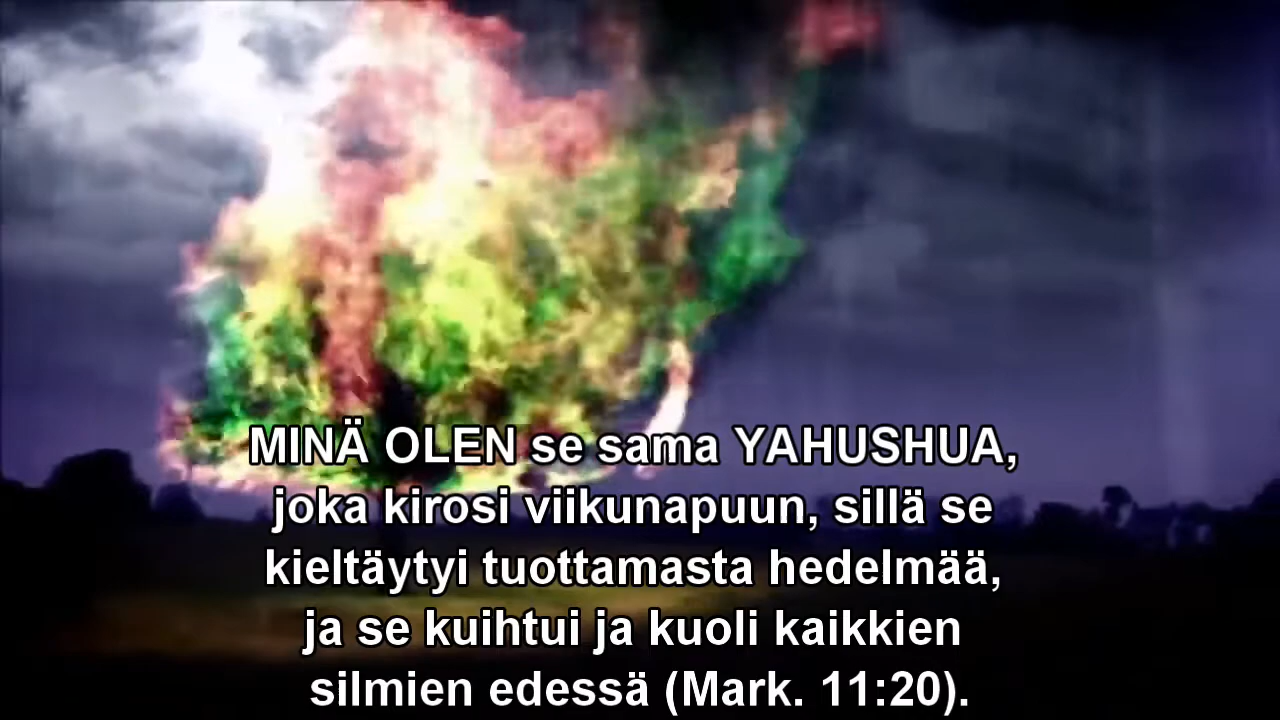 MINÄ OLEN se sama YAHUSHUA,
joka kirosi viikunapuun, sillä se
kieltäytyi tuottamasta hedelmää,
ja se kuihtui ja kuoli kaikkien
silmien edessä (Mark. 11:20).